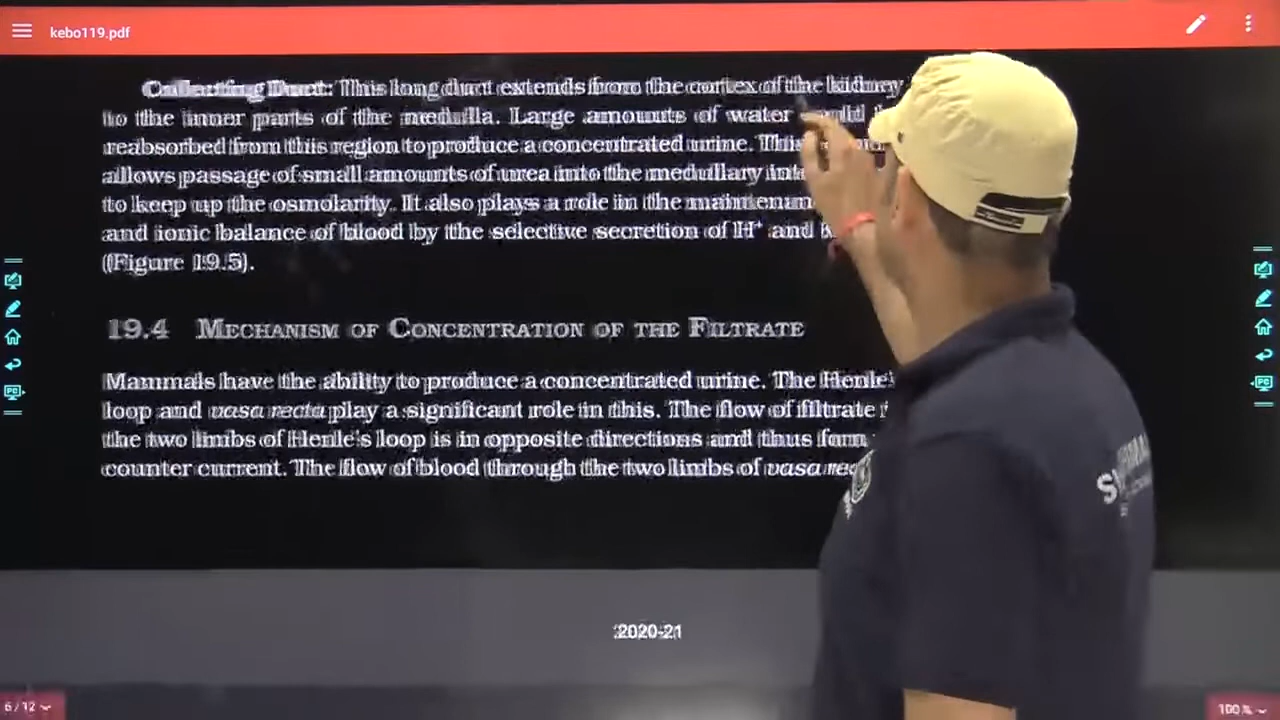 kebo119.pdf
Collecting Duct: This long duct extends from the cortex of the kidney
to the inner parts of the medulla. Large amounts of water
reabsorbed from this region to produce a concentrated urine. This
allows passage of small amounts of urea into the medullary
to keep up the osmolarity. It also plays a role in the
and ionic balance of blood by the selective secretion of H⁺ and
(Figure 19.5).
19.4 MECHANISM OF CONCENTRATION OF THE FILTRATE
Mammals have the ability to produce a concentrated urine. The Henle's
loop and vasa recta play a significant role in this. The flow of filtrate
the two limbs of Henle's loop is in opposite directions and thus form
counter current. The flow of blood through the two limbs of vasa
PC
PC
2020-21
6 / 12
100 %